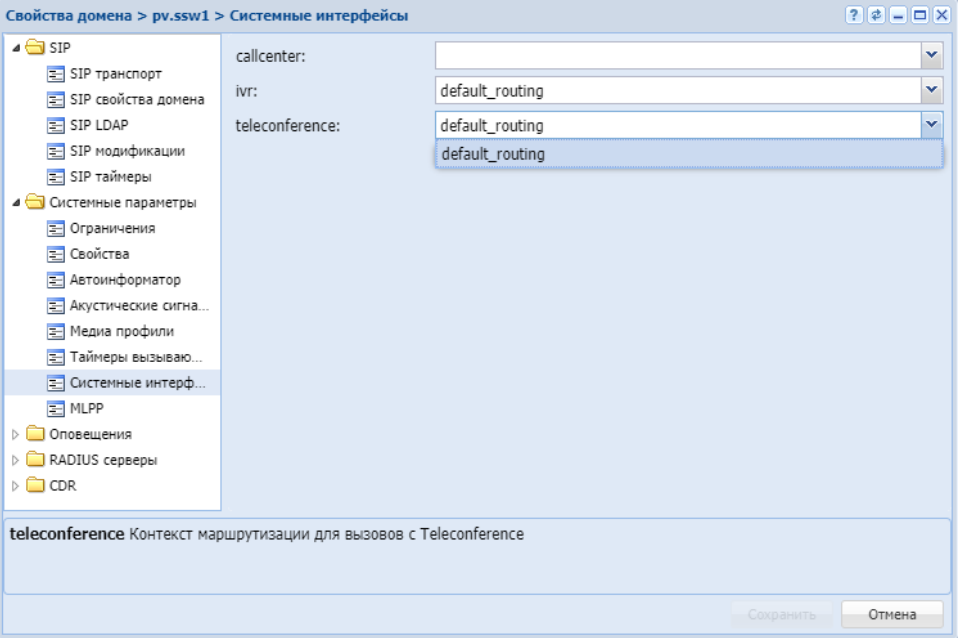 Свойства домена > pv.ssw1 > Системные интерфейсы
SIP
SIP транспорт
SIP свойства домена
SIP LDAP
SIP модификации
SIP таймеры
Системные параметры
Ограничения
Свойства
Автоинформатор
Акустические сигна...
Медиа профили
Таймеры вызываю...
Системные интерф...
MLPP
Оповещения
RADIUS серверы
CDR
callcenter:
ivr: default_routing
teleconference: default_routing
default_routing
teleconference Контекст маршрутизации для вызовов с Teleconference
Сохранить Отмена